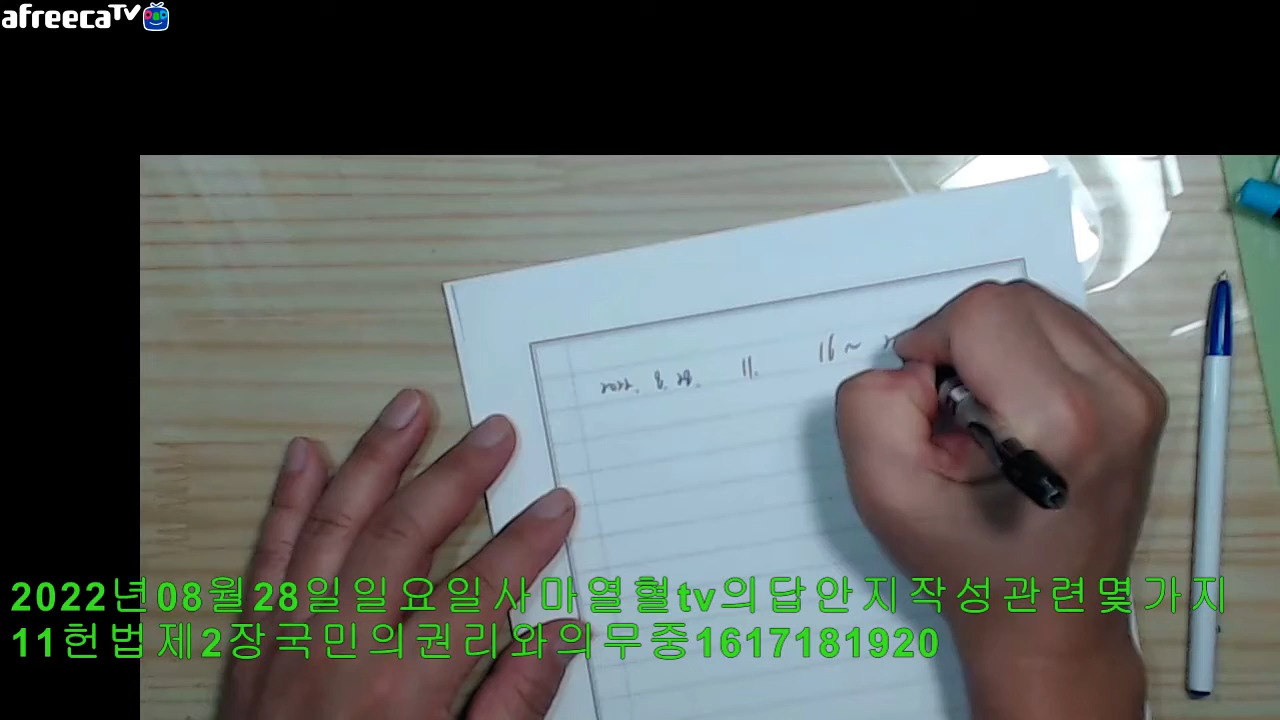 afreecaTV
2022. 8. 28. 11. 16 ~
2022년08월28일일요일사마열혈tv의답안지작성관련몇가지
11헌법제2장국민의권리와의무중1617181920